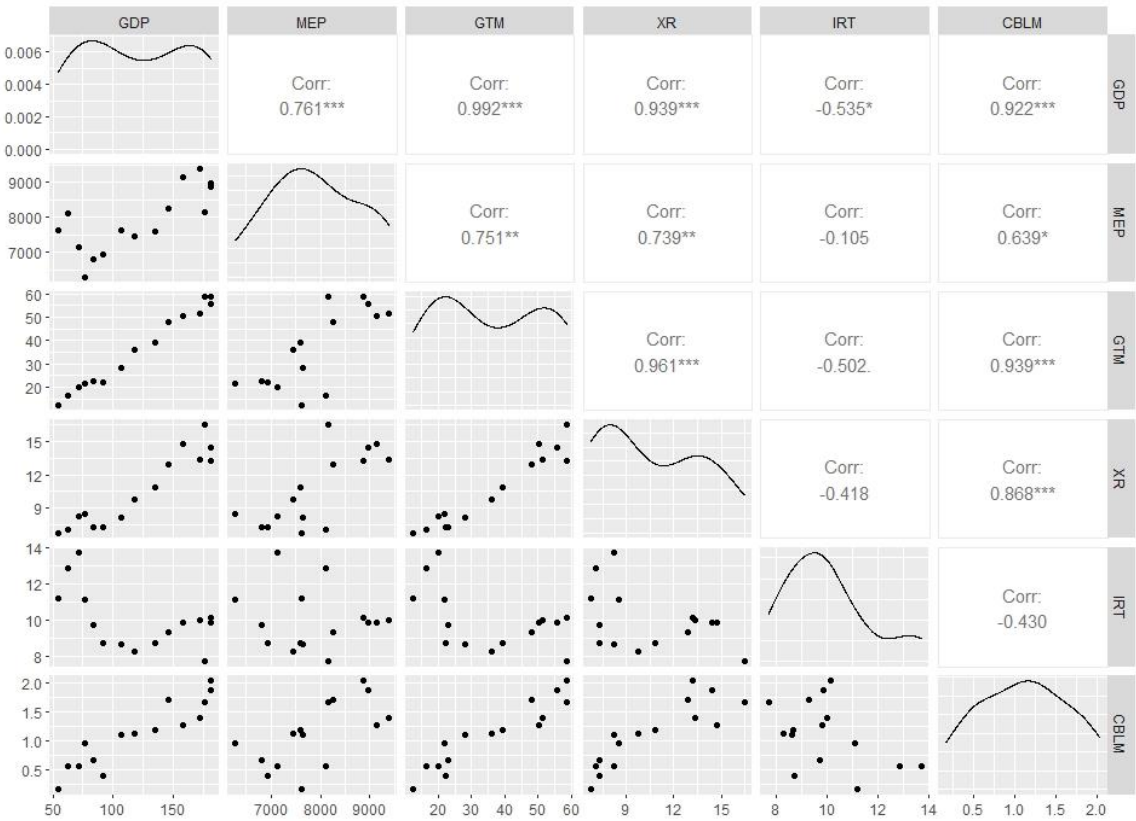 GDP MEP GTM XR IRT CBLM
0.006
0.004
0.002
0.000
Corr:
0.761***
Corr:
0.992***
Corr:
0.939***
Corr:
-0.535*
Corr:
0.922***
GDP
9000
8000
7000
Corr:
0.751**
Corr:
0.739**
Corr:
-0.105
Corr:
0.639*
MEP
60
50
40
30
20
Corr:
0.961***
Corr:
-0.502.
Corr:
0.939***
GTM
15
12
9
Corr:
-0.418
Corr:
0.868***
XR
14
12
10
8
Corr:
-0.430
IRT
2.0
1.5
1.0
0.5
CBLM
50 100 150 7000 8000 9000 20 30 40 50 60 9 12 15 8 10 12 14 0.5 1.0 1.5 2.0